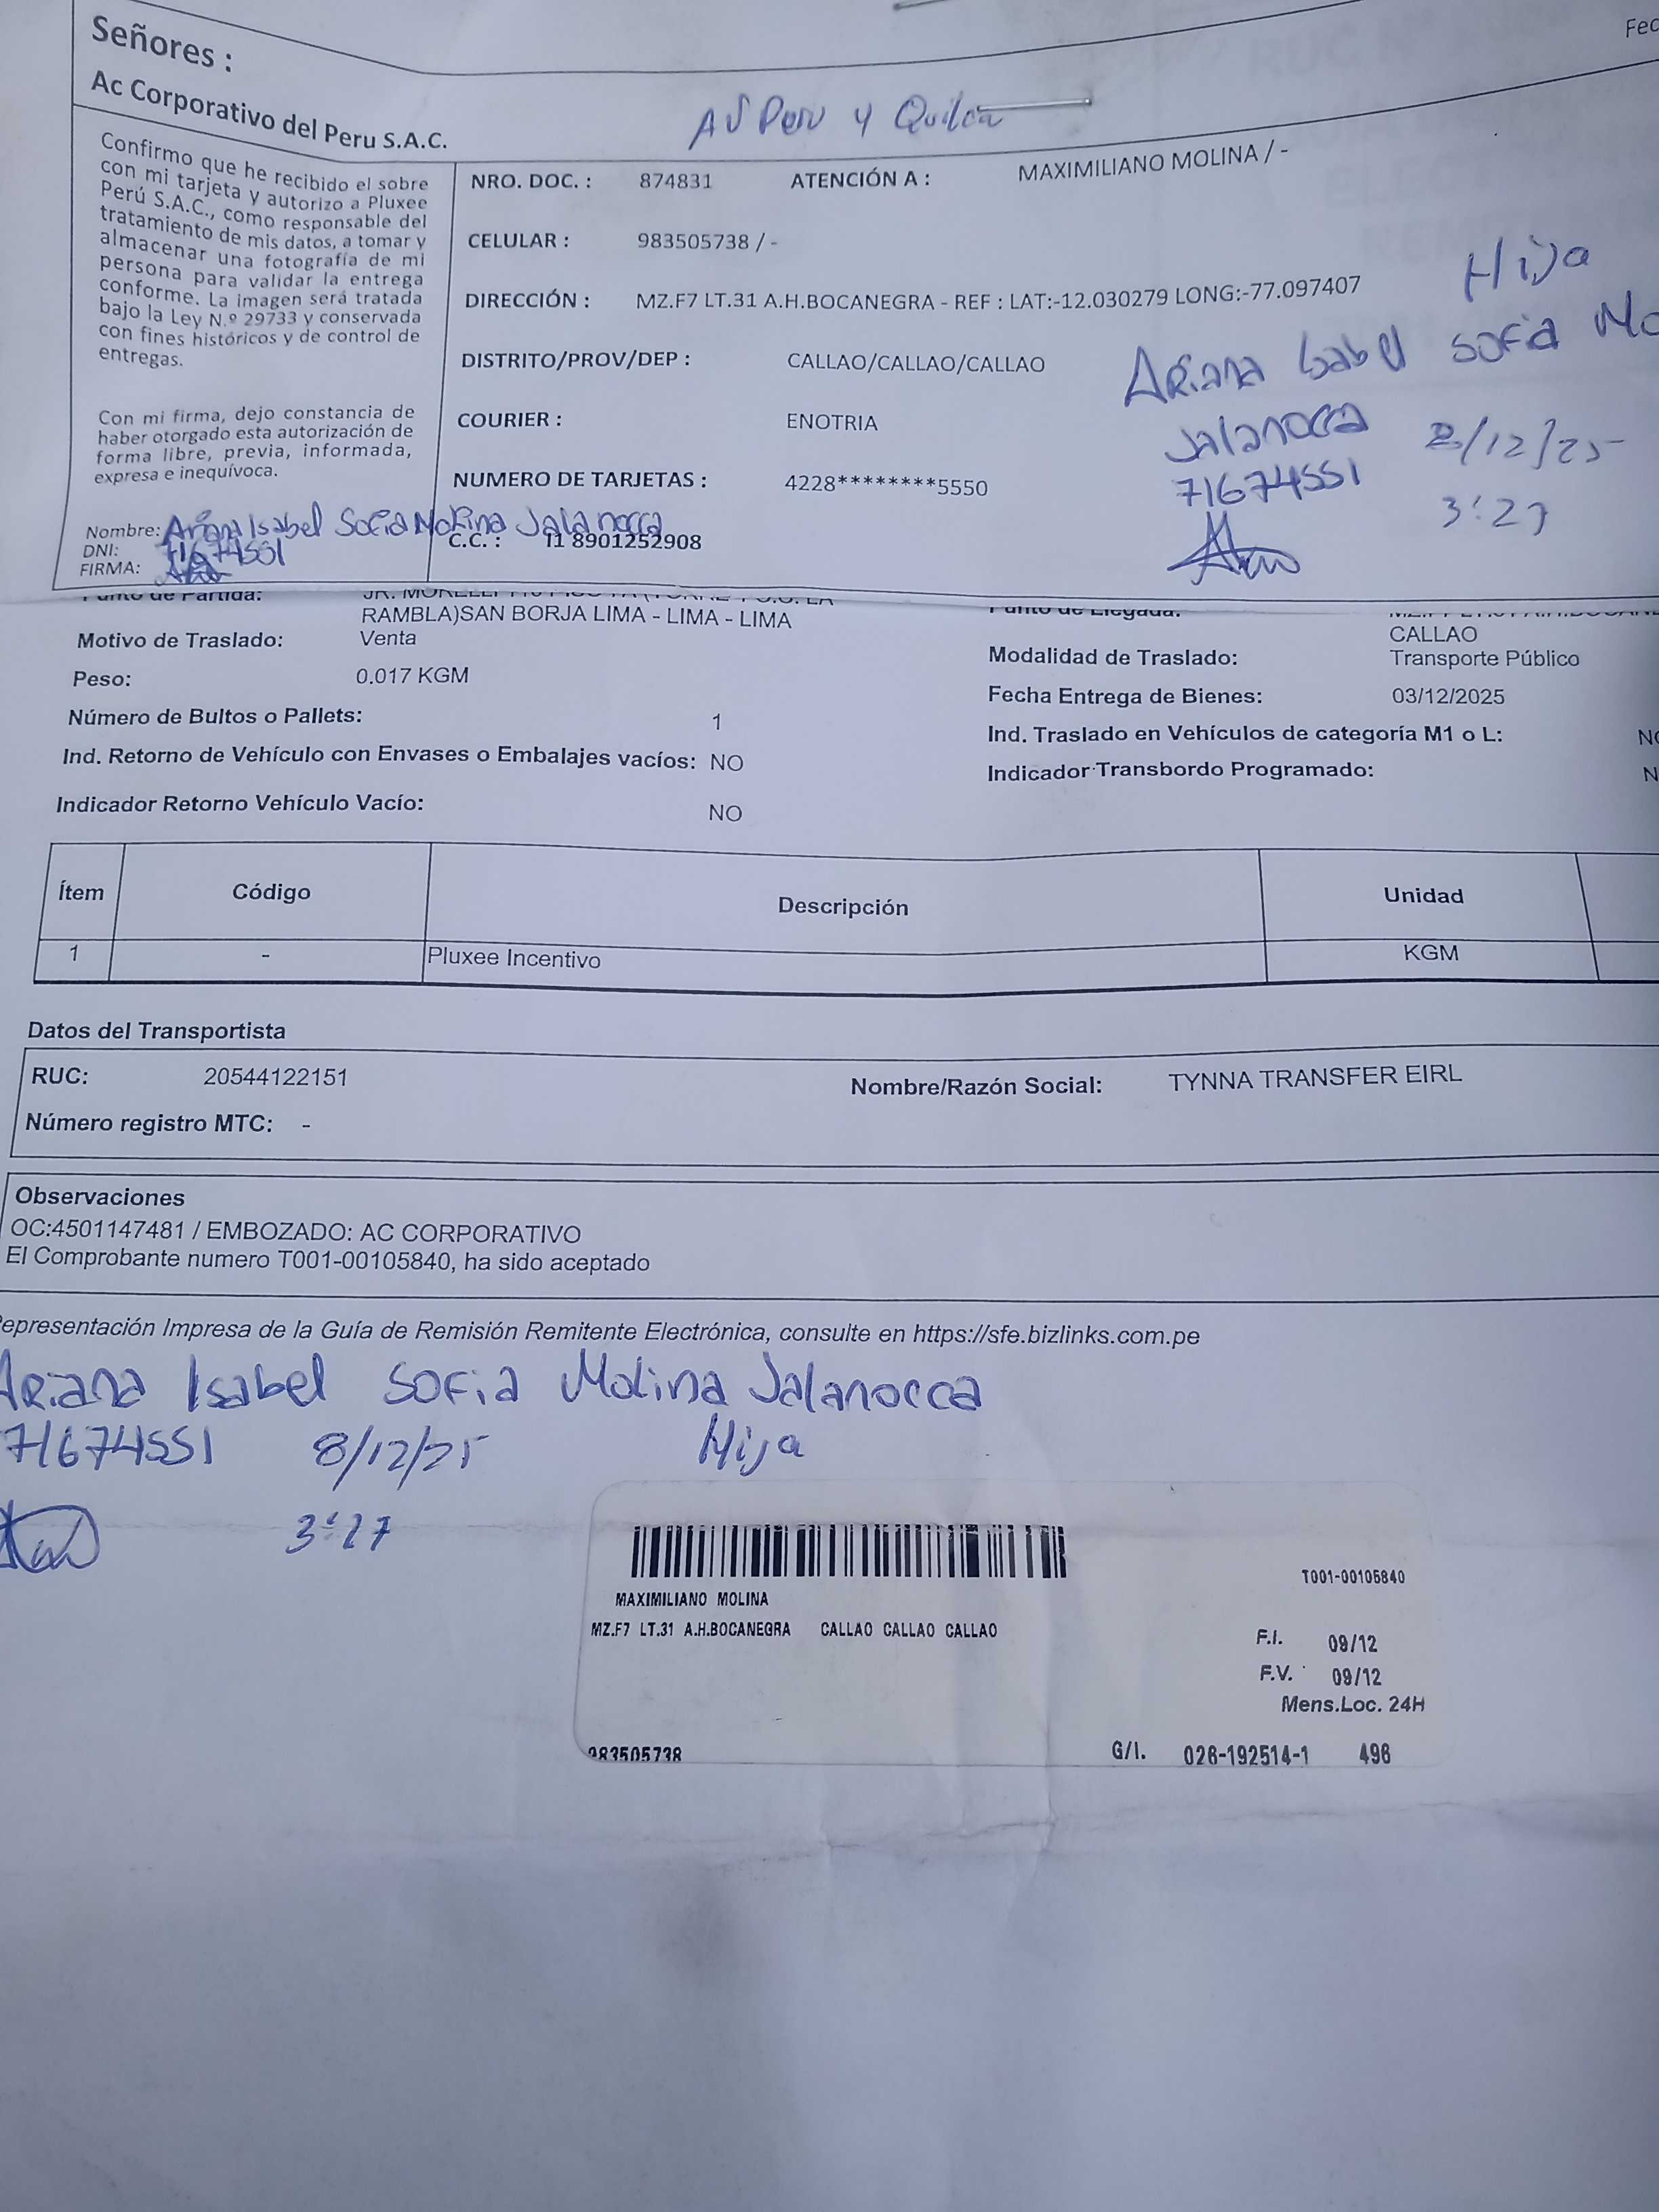 Señores :
Fec
Ac Corporativo del Peru S.A.C.
Av Peru y Quilca
Confirmo que he recibido el sobre
con mi tarjeta y autorizo a Pluxee
Perú S.A.C., como responsable del
tratamiento de mis datos, a tomar y
almacenar una fotografía de mi
persona para validar la entrega
conforme. La imagen será tratada
bajo la Ley N.º 29733 y conservada
con fines históricos y de control de
entregas.
Con mi firma, dejo constancia de
haber otorgado esta autorización de
forma libre, previa, informada,
expresa e inequívoca.
Nombre: Ariana Isabel Sofia Molina Jalanocca
DNI: 71674551
FIRMA:
NRO. DOC. : 874831 ATENCIÓN A : MAXIMILIANO MOLINA / -
CELULAR : 983505738 / -
DIRECCIÓN : MZ.F7 LT.31 A.H.BOCANEGRA - REF : LAT:-12.030279 LONG:-77.097407
DISTRITO/PROV/DEP : CALLAO/CALLAO/CALLAO
COURIER : ENOTRIA
NUMERO DE TARJETAS : 4228********5550
C.C. : 11 8901252908
Hija
Ariana Isabel Sofia Mo
Jalanocca
71674551
8/12/25
3:27
Punto de Partida:
RAMBLA)SAN BORJA LIMA - LIMA - LIMA
Motivo de Traslado: Venta
Peso: 0.017 KGM
Número de Bultos o Pallets: 1
Ind. Retorno de Vehículo con Envases o Embalajes vacíos: NO
Indicador Retorno Vehículo Vacío: NO
Punto de Llegada:
CALLAO
Modalidad de Traslado: Transporte Público
Fecha Entrega de Bienes: 03/12/2025
Ind. Traslado en Vehículos de categoría M1 o L: NO
Indicador Transbordo Programado: N
Ítem Código Descripción Unidad
1 - Pluxee Incentivo KGM
Datos del Transportista
RUC: 20544122151 Nombre/Razón Social: TYNNA TRANSFER EIRL
Número registro MTC: -
Observaciones
OC:4501147481 / EMBOZADO: AC CORPORATIVO
El Comprobante numero T001-00105840, ha sido aceptado
epresentación Impresa de la Guía de Remisión Remitente Electrónica, consulte en https://sfe.bizlinks.com.pe
Ariana Isabel Sofia Molina Jalanocca
71674551 8/12/25 Hija
3:27
T001-00105840
MAXIMILIANO MOLINA
MZ.F7 LT.31 A.H.BOCANEGRA CALLAO CALLAO CALLAO
F.I. 09/12
F.V. 09/12
Mens.Loc. 24H
983505738 G/I. 026-192514-1 496